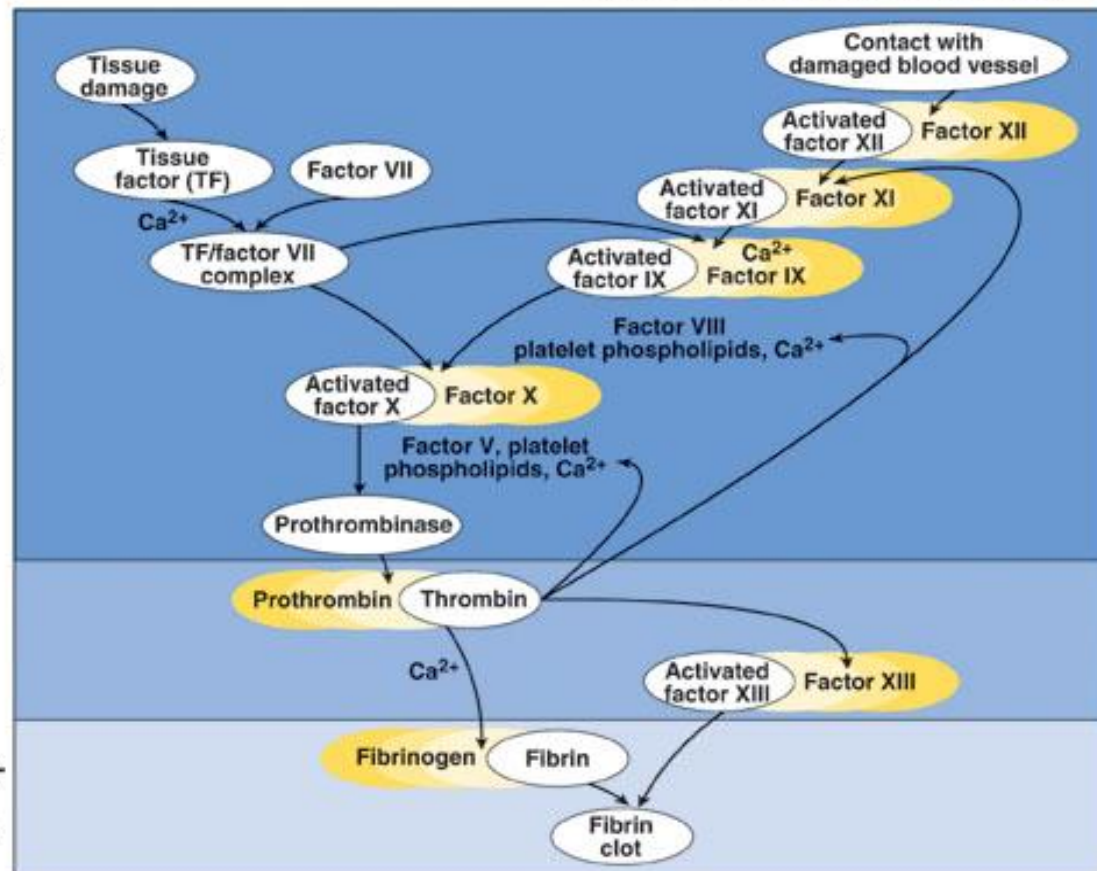 Contact with
damaged blood vessel
Tissue
damage
Activated
factor XII
Factor XII
Tissue
factor (TF)
Factor VII
Activated
factor XI
Factor XI
Ca²⁺
TF/factor VII
complex
Activated
factor IX
Ca²⁺
Factor IX
Factor VIII
platelet phospholipids, Ca²⁺
Activated
factor X
Factor X
Factor V, platelet
phospholipids, Ca²⁺
Prothrombinase
Prothrombin
Thrombin
Ca²⁺
Activated
factor XIII
Factor XIII
Fibrinogen
Fibrin
Fibrin
clot